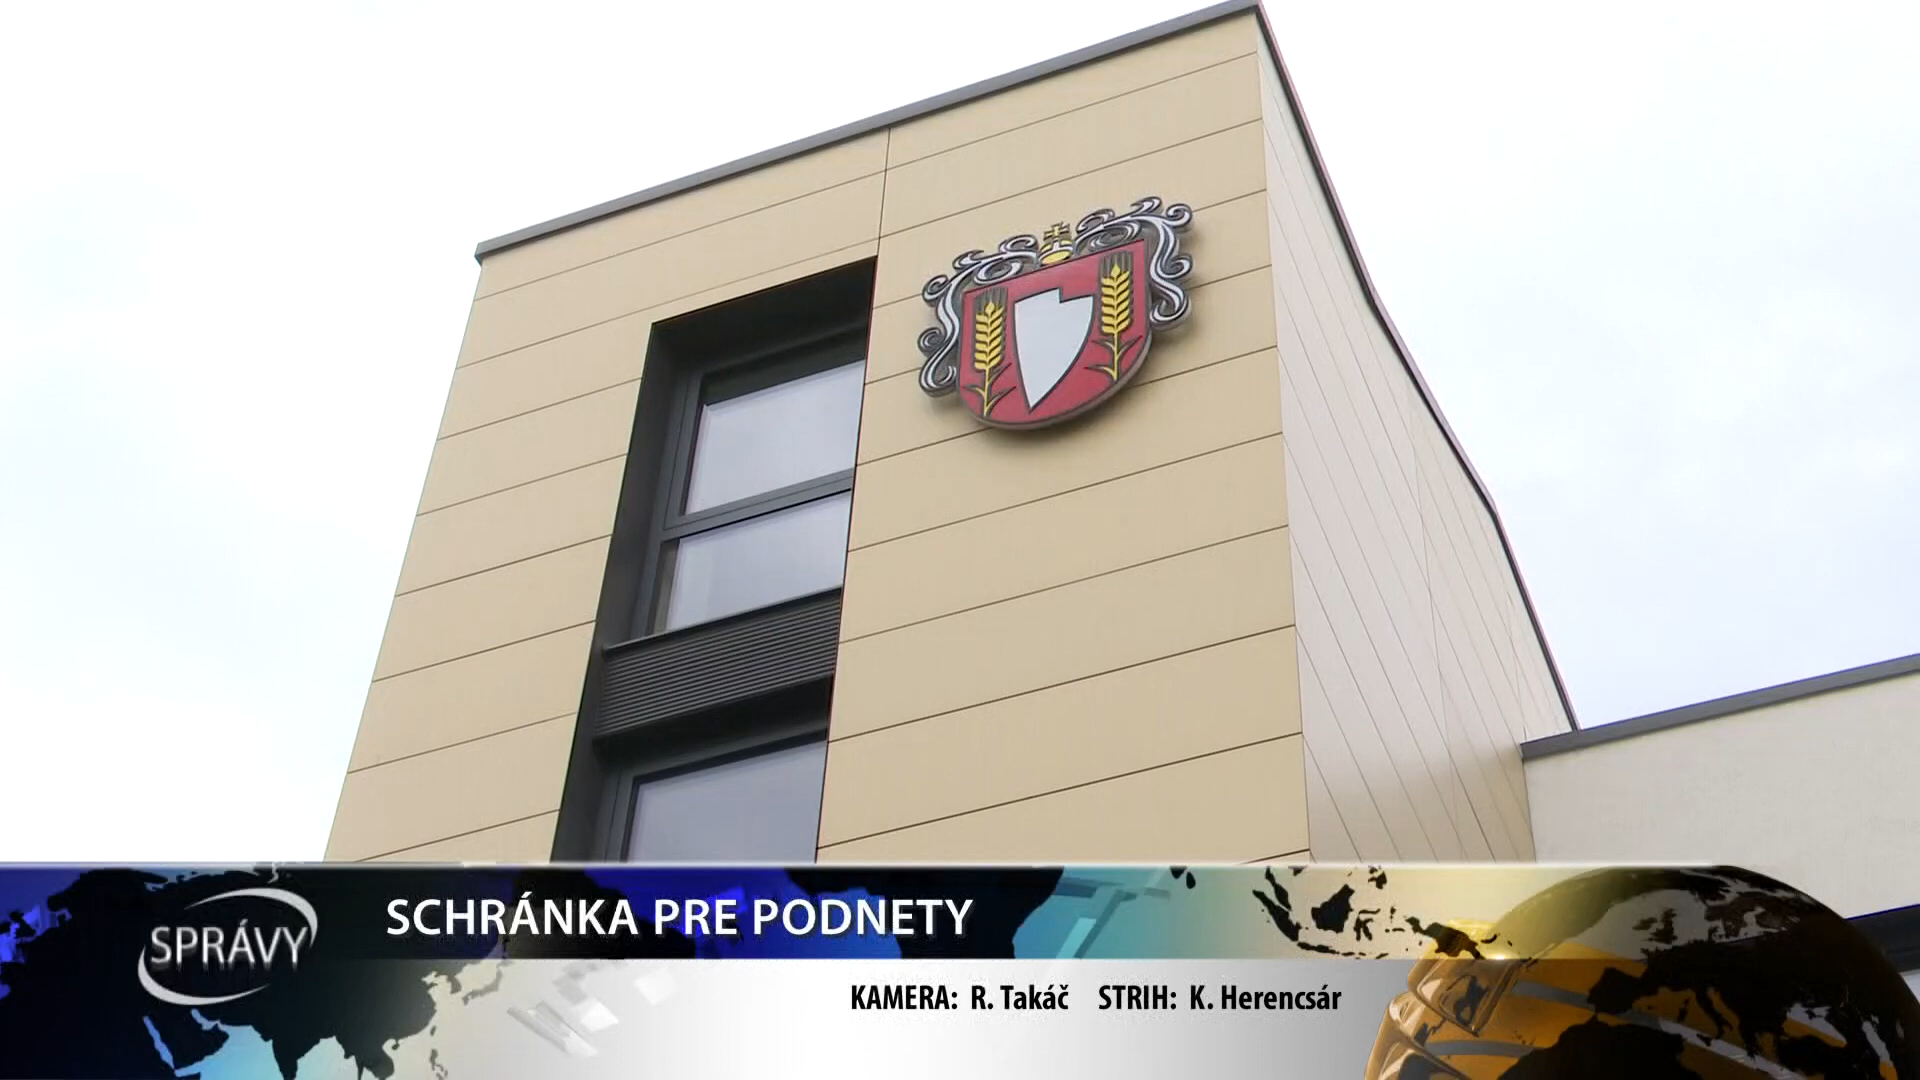 SPRÁVY
SCHRÁNKA PRE PODNETY
KAMERA: R. Takáč STRIH: K. Herencsár